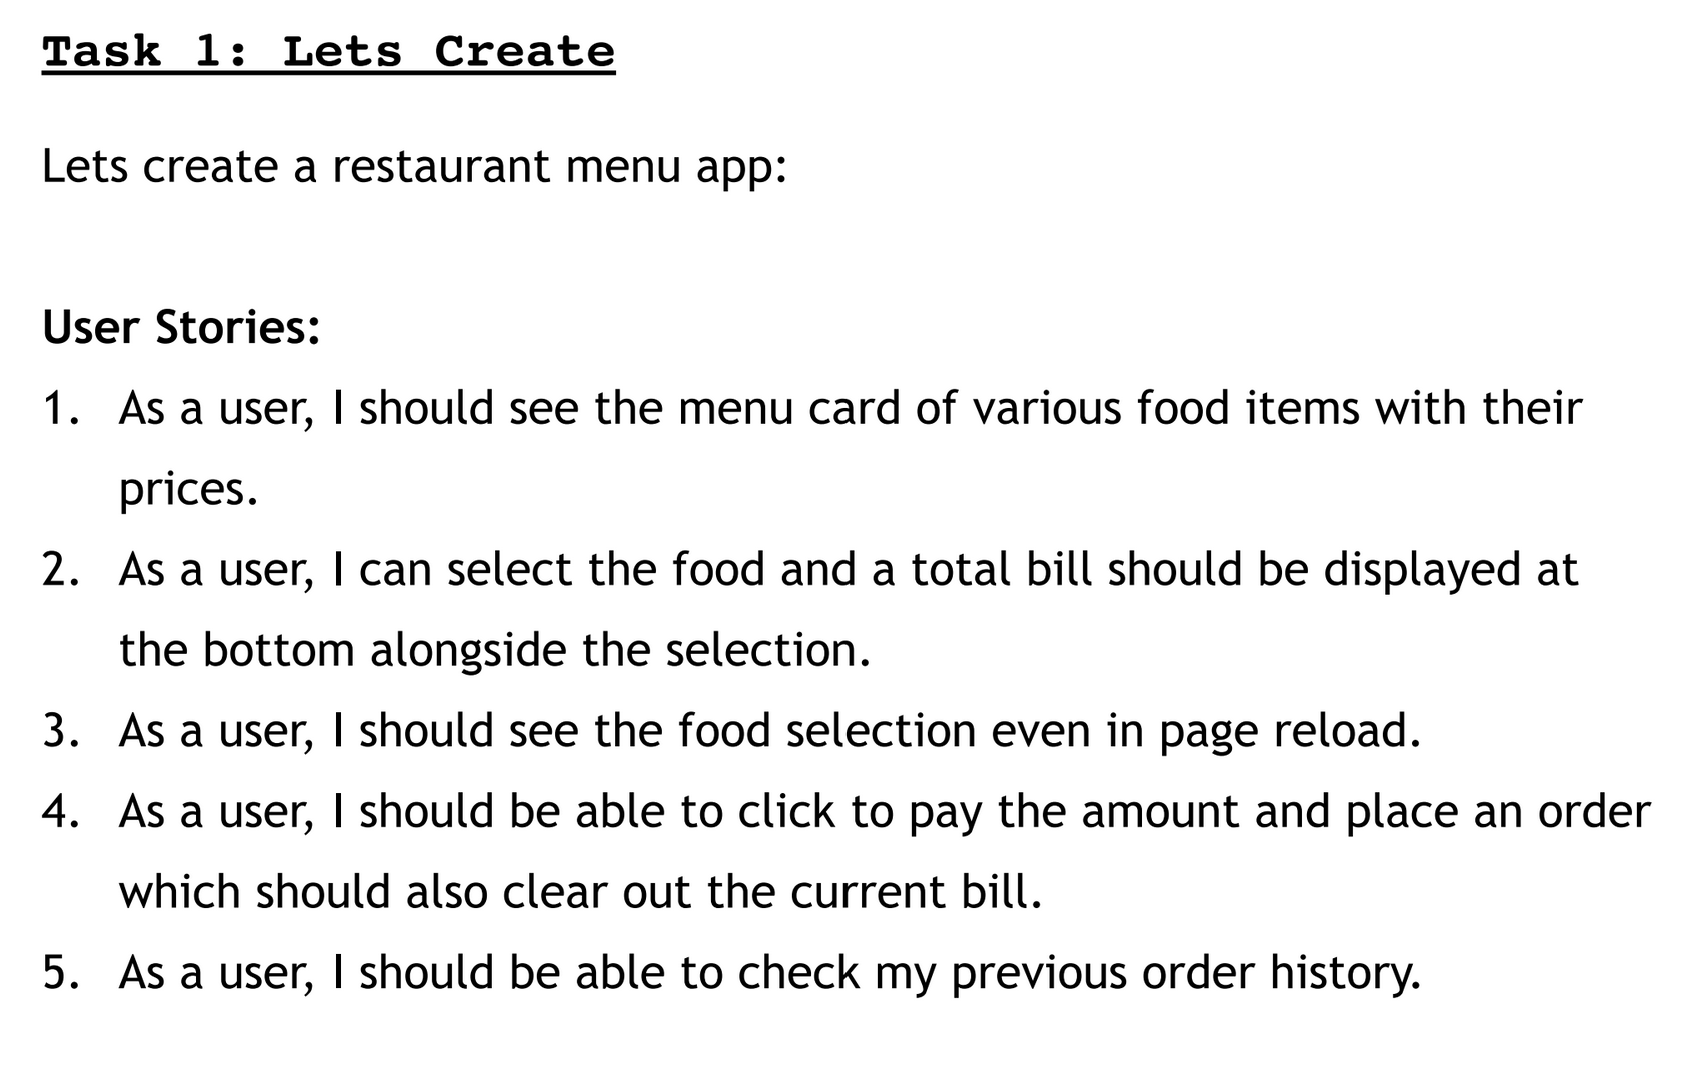 Task 1: Lets Create
Lets create a restaurant menu app:
User Stories:
1. As a user, I should see the menu card of various food items with their
prices.
2. As a user, I can select the food and a total bill should be displayed at
the bottom alongside the selection.
3. As a user, I should see the food selection even in page reload.
4. As a user, I should be able to click to pay the amount and place an order
which should also clear out the current bill.
5. As a user, I should be able to check my previous order history.